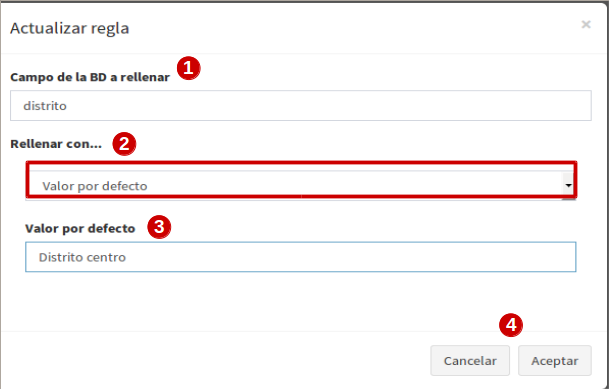 Actualizar regla ×
Campo de la BD a rellenar 1
distrito
Rellenar con... 2
Valor por defecto
Valor por defecto 3
Distrito centro
4
Cancelar Aceptar